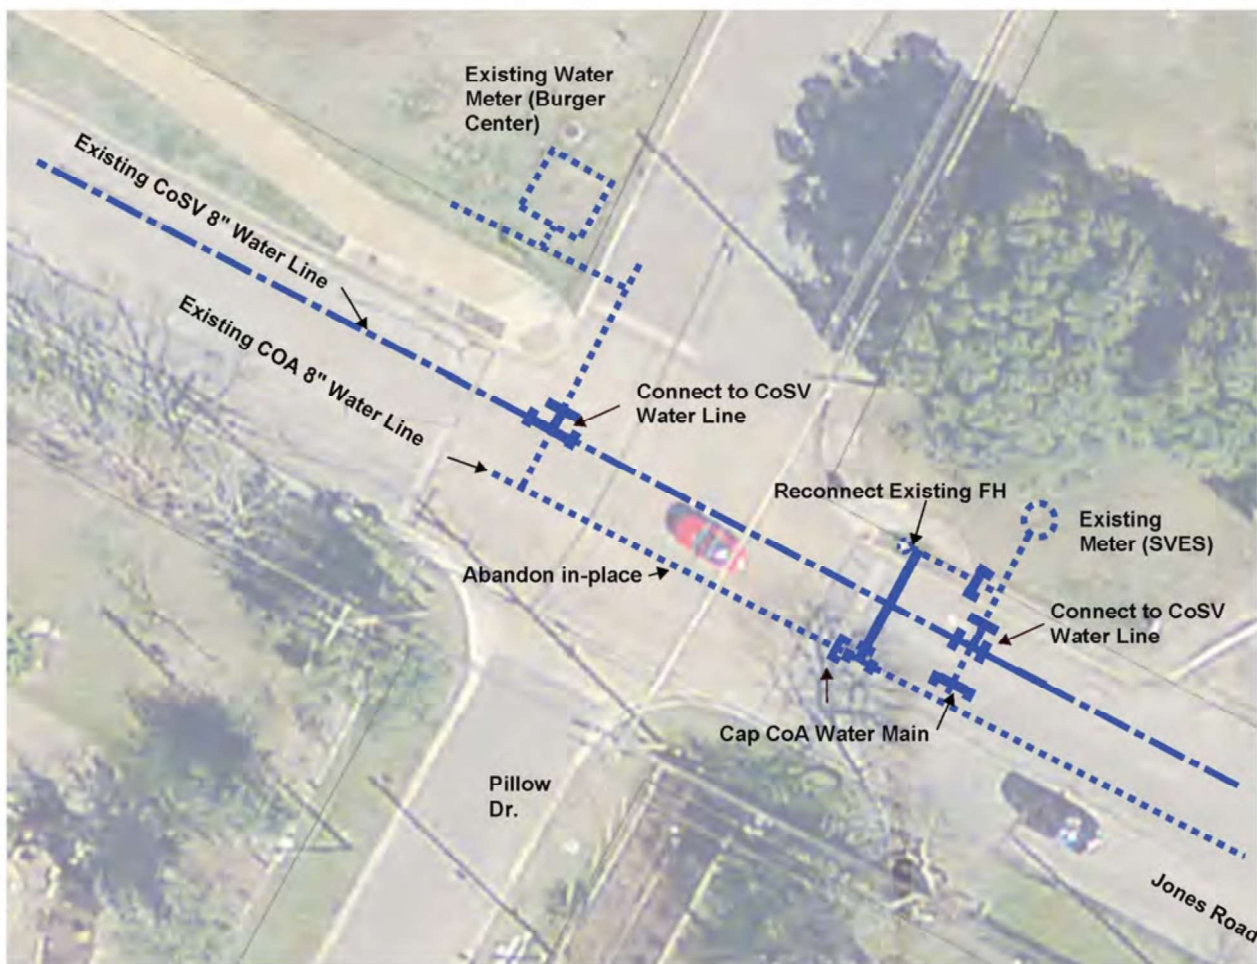 Existing Water
Meter (Burger
Center)
Existing CoSV 8" Water Line
Existing COA 8" Water Line
Connect to CoSV
Water Line
Reconnect Existing FH
Existing
Meter (SVES)
Abandon in-place
Connect to CoSV
Water Line
Cap CoA Water Main
Pillow
Dr.
Jones Road